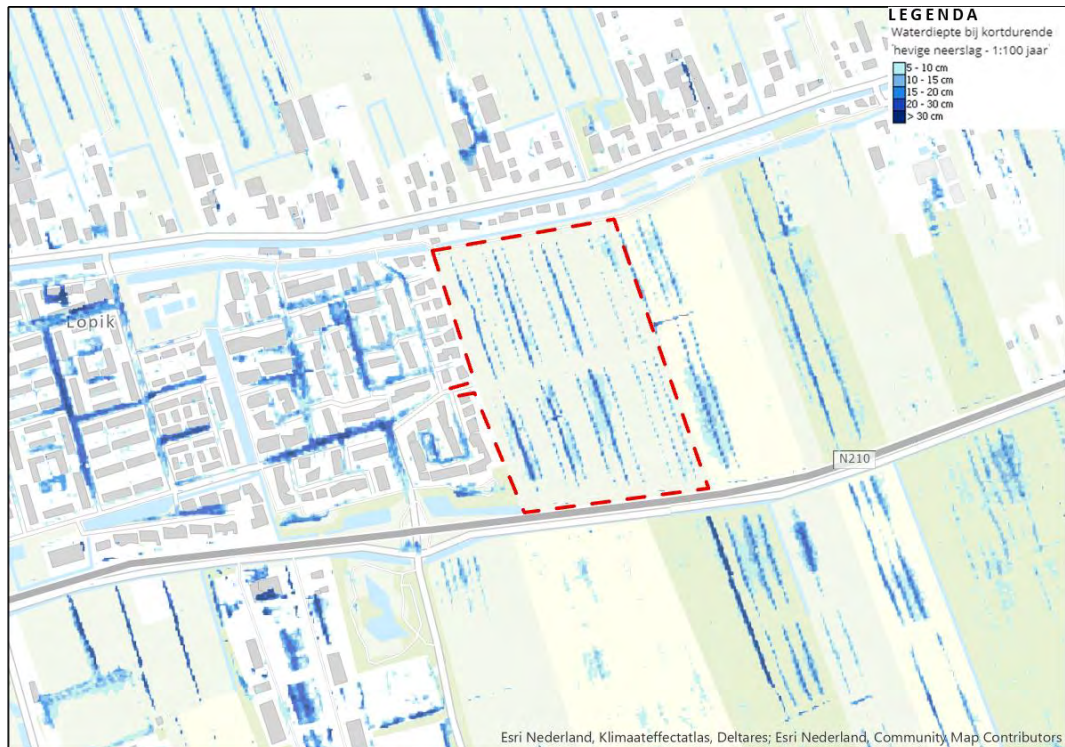 LEGENDA
Waterdiepte bij kortdurende
hevige neerslag - 1:100 jaar
5 - 10 cm
10 - 15 cm
15 - 20 cm
20 - 30 cm
> 30 cm
Lopik
N210
Esri Nederland, Klimaateffectatlas, Deltares; Esri Nederland, Community Map Contributors